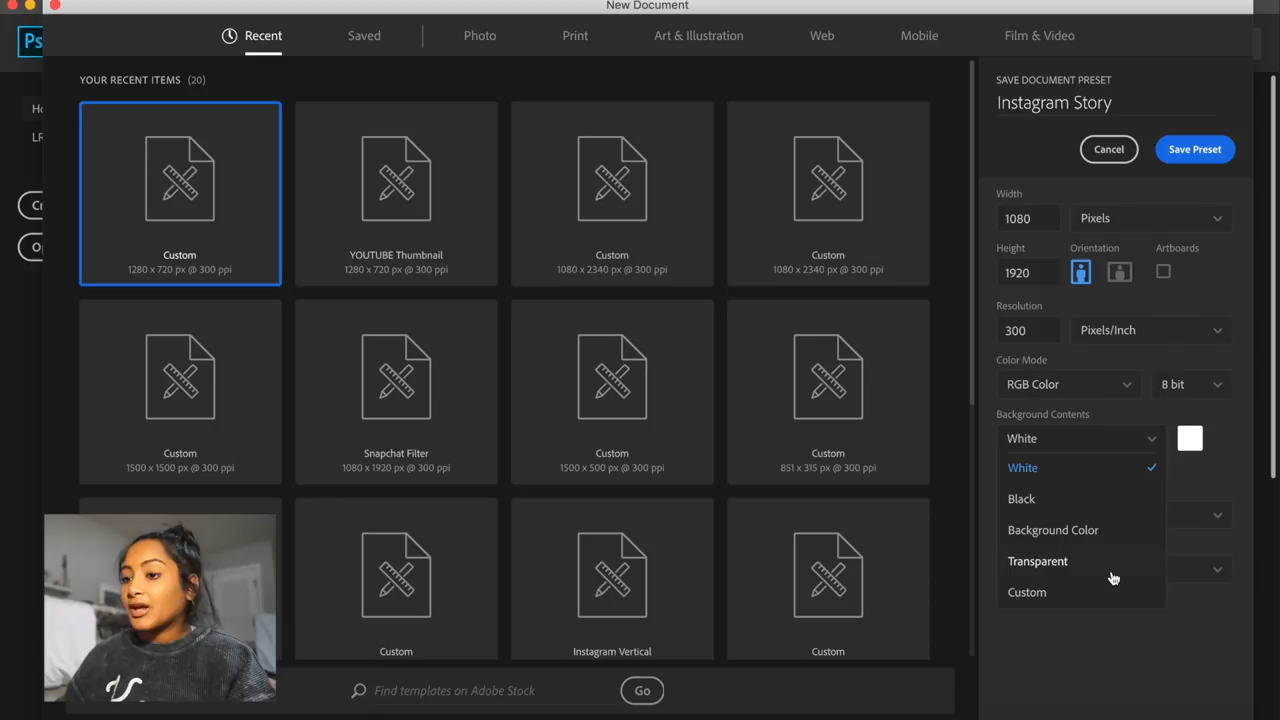 New Document
Ps
Recent
Saved
Photo
Print
Art & Illustration
Web
Mobile
Film & Video
YOUR RECENT ITEMS (20)
Custom
1280 x 720 px @ 300 ppi
YOUTUBE Thumbnail
1280 x 720 px @ 300 ppi
Custom
1080 x 2340 px @ 300 ppi
Custom
1080 x 2340 px @ 300 ppi
Custom
1500 x 1500 px @ 300 ppi
Snapchat Filter
1080 x 1920 px @ 300 ppi
Custom
1500 x 500 px @ 300 ppi
Custom
851 x 315 px @ 300 ppi
Custom
Instagram Vertical
Custom
Find templates on Adobe Stock
Go
SAVE DOCUMENT PRESET
Instagram Story
Cancel
Save Preset
Width
1080
Pixels
Height
Orientation
Artboards
1920
Resolution
300
Pixels/Inch
Color Mode
RGB Color
8 bit
Background Contents
White
White
Black
Background Color
Transparent
Custom